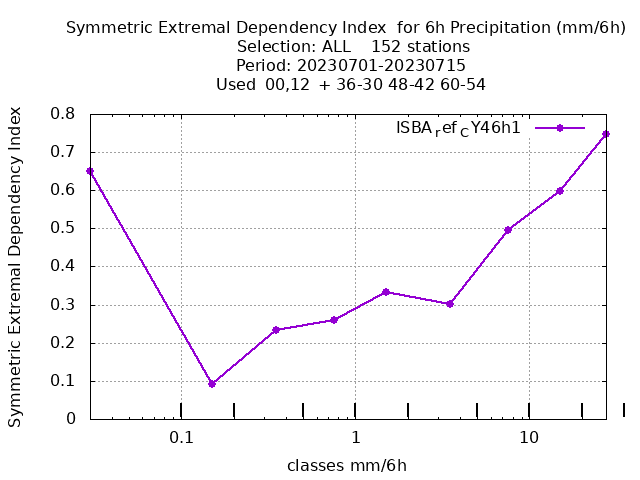 Symmetric Extremal Dependency Index  for 6h Precipitation (mm/6h)
Selection: ALL    152 stations
Period: 20230701-20230715
Used  00,12  + 36-30 48-42 60-54
Symmetric Extremal Dependency Index
ISBAref CY46h1
0.8
0.7
0.6
0.5
0.4
0.3
0.2
0.1
0
0.1 1 10
classes mm/6h